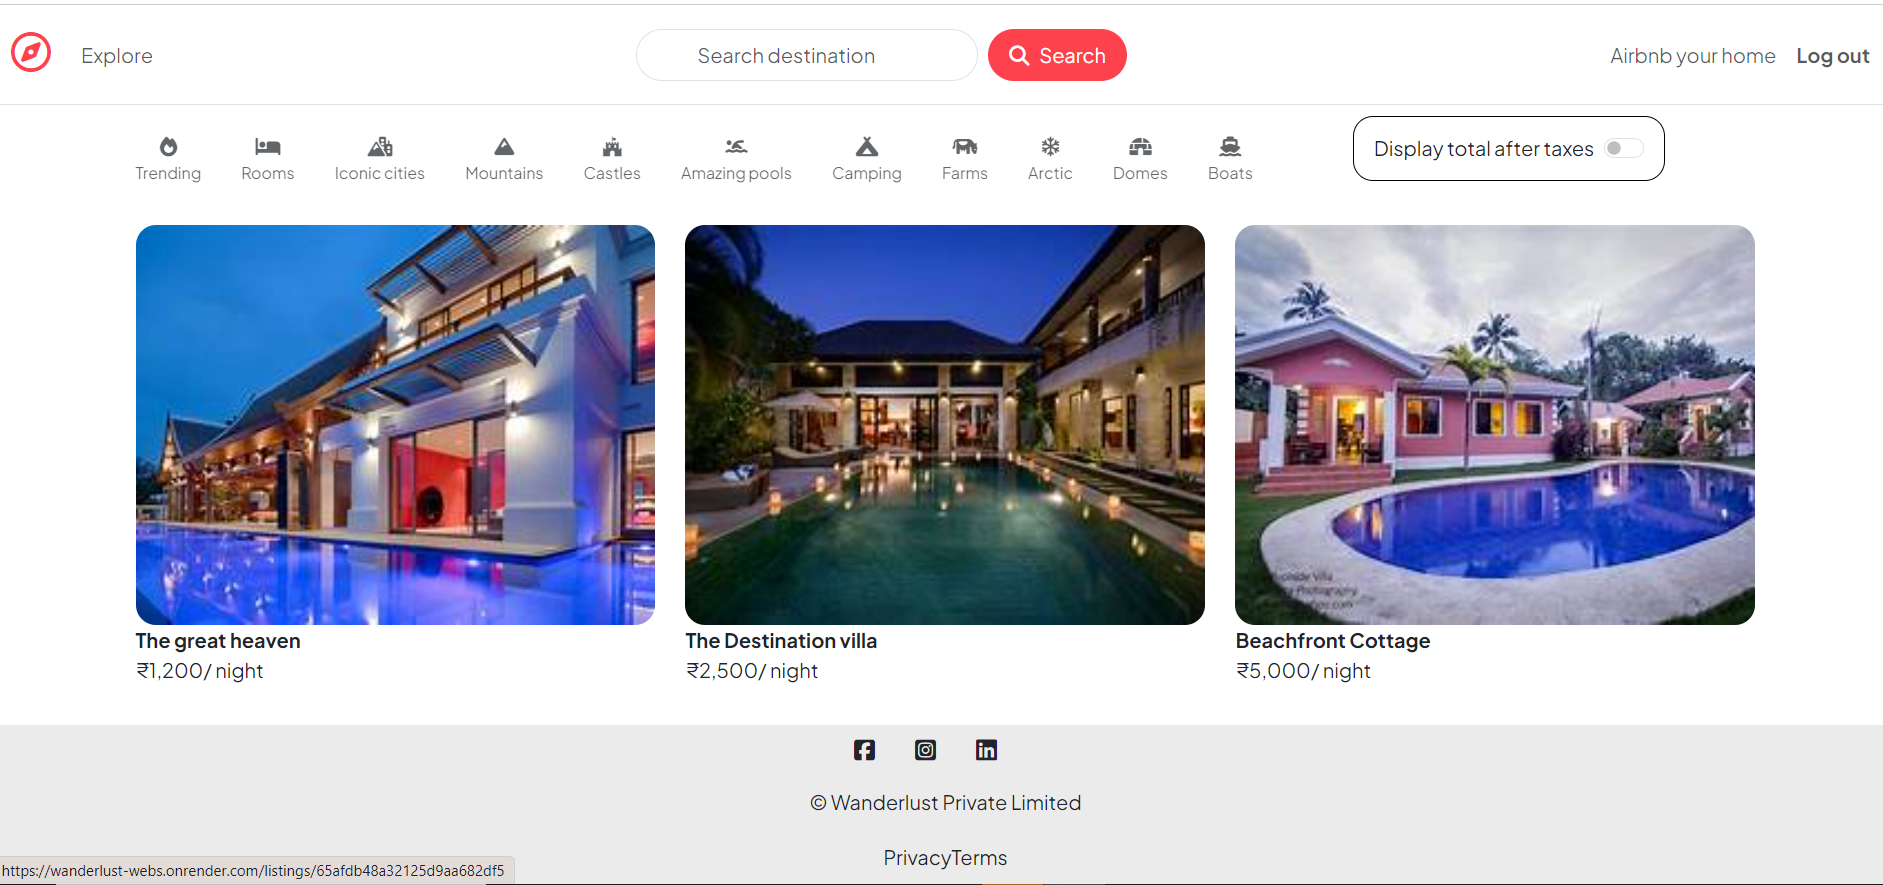 Explore
Search destination
Search
Airbnb your home
Log out
Trending
Rooms
Iconic cities
Mountains
Castles
Amazing pools
Camping
Farms
Arctic
Domes
Boats
Display total after taxes
The great heaven
₹1,200/ night
The Destination villa
₹2,500/ night
Villa
Photography
Beachfront Cottage
₹5,000/ night
© Wanderlust Private Limited
PrivacyTerms
https://wanderlust-webs.onrender.com/listings/65afdb48a32125d9aa682df5